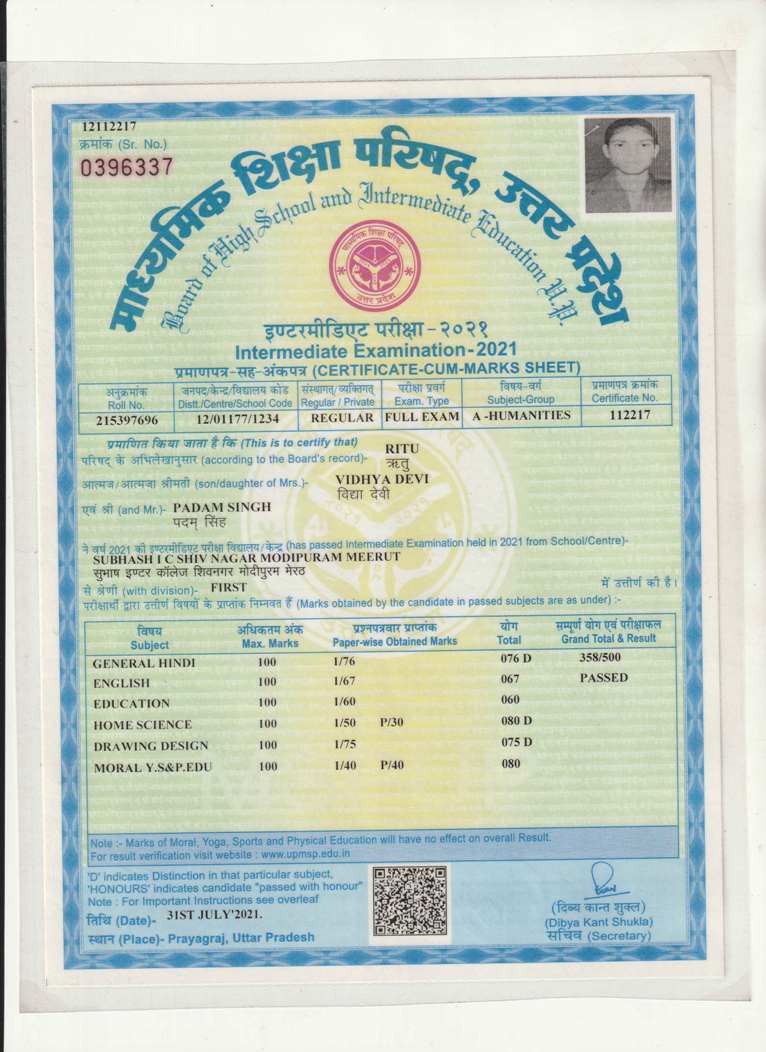 12112217
क्रमांक (Sr. No.)
0396337
माध्यमिक शिक्षा परिषद्, उत्तर प्रदेश
Board of High School and Intermediate Education U.P.
माध्यमिक शिक्षा परिषद्
उत्तर प्रदेश
इण्टरमीडिएट परीक्षा-२०२१
Intermediate Examination-2021
प्रमाणपत्र-सह-अंकपत्र (CERTIFICATE-CUM-MARKS SHEET)
अनुक्रमांक जनपद/केन्द्र/विद्यालय कोड संस्थागत/व्यक्तिगत परीक्षा प्रवर्ग विषय-वर्ग प्रमाणपत्र क्रमांक
Roll No. Distt./Centre/School Code Regular / Private Exam. Type Subject-Group Certificate No.
215397696 12/01177/1234 REGULAR FULL EXAM A -HUMANITIES 112217
प्रमाणित किया जाता है कि (This is to certify that)
परिषद् के अभिलेखानुसार (according to the Board's record)- RITU
ऋतु
आत्मज/आत्मजा श्रीमती (son/daughter of Mrs.)- VIDHYA DEVI
विद्या देवी
एवं श्री (and Mr.)- PADAM SINGH
पदम् सिंह
ने वर्ष 2021 की इण्टरमीडिएट परीक्षा विद्यालय/केन्द्र (has passed Intermediate Examination held in 2021 from School/Centre)-
SUBHASH I C SHIV NAGAR MODIPURAM MEERUT
सुभाष इण्टर कॉलेज शिवनगर मोदीपुरम मेरठ
से श्रेणी (with division)- FIRST में उत्तीर्ण की है।
परीक्षार्थी द्वारा उत्तीर्ण विषयों के प्राप्तांक निम्नवत हैं (Marks obtained by the candidate in passed subjects are as under) :-
विषय अधिकतम अंक प्रश्नपत्रवार प्राप्तांक योग सम्पूर्ण योग एवं परीक्षाफल
Subject Max. Marks Paper-wise Obtained Marks Total Grand Total & Result
GENERAL HINDI 100 1/76 076 D 358/500
ENGLISH 100 1/67 067 PASSED
EDUCATION 100 1/60 060
HOME SCIENCE 100 1/50 P/30 080 D
DRAWING DESIGN 100 1/75 075 D
MORAL Y.S&P.EDU 100 1/40 P/40 080
Note :- Marks of Moral, Yoga, Sports and Physical Education will have no effect on overall Result.
For result verification visit website : www.upmsp.edu.in
'D' indicates Distinction in that particular subject,
'HONOURS' indicates candidate "passed with honour"
Note : For Important Instructions see overleaf
तिथि (Date)- 31ST JULY'2021.
स्थान (Place)- Prayagraj, Uttar Pradesh
(दिब्य कान्त शुक्ल)
(Dibya Kant Shukla)
सचिव (Secretary)